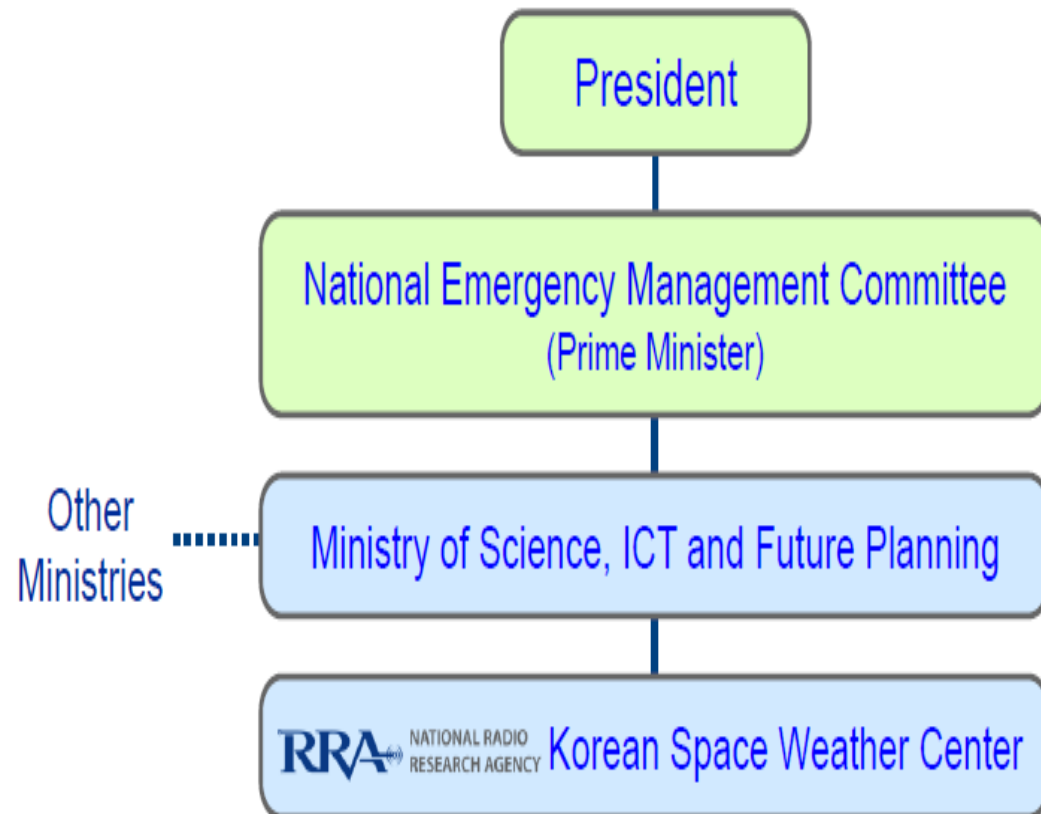 President
National Emergency Management Committee
(Prime Minister)
Other
Ministries
Ministry of Science, ICT and Future Planning
RRA NATIONAL RADIO
RESEARCH AGENCY
Korean Space Weather Center